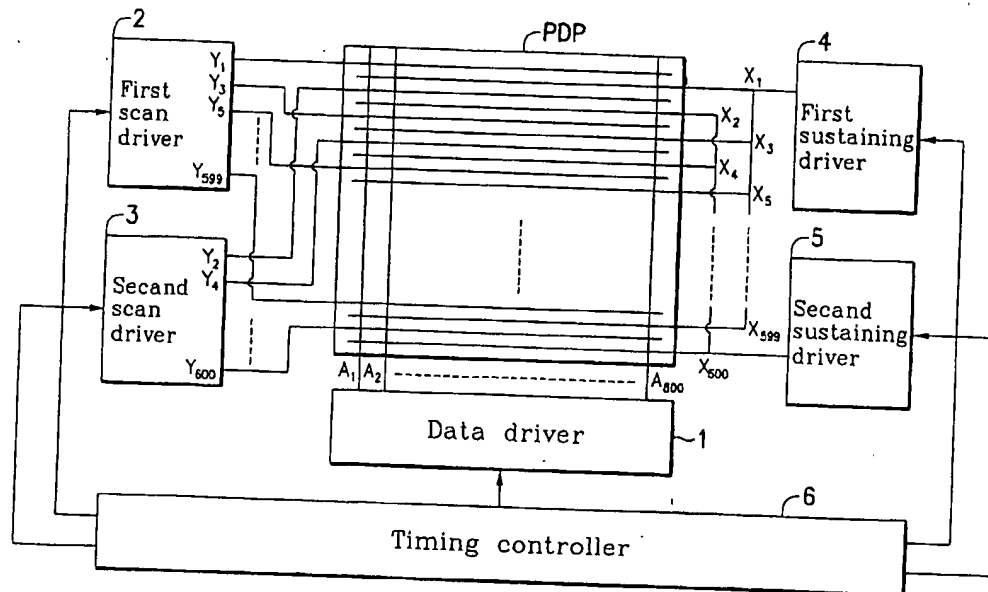 PDP
2
First
scan
driver
Y1
Y3
Y5
Y599
3
Second
scan
driver
Y2
Y4
Y600
X1
X2
X3
X4
X5
X599
X600
4
First
sustaining
driver
5
Second
sustaining
driver
A1
A2
A800
Data driver
1
6
Timing controller